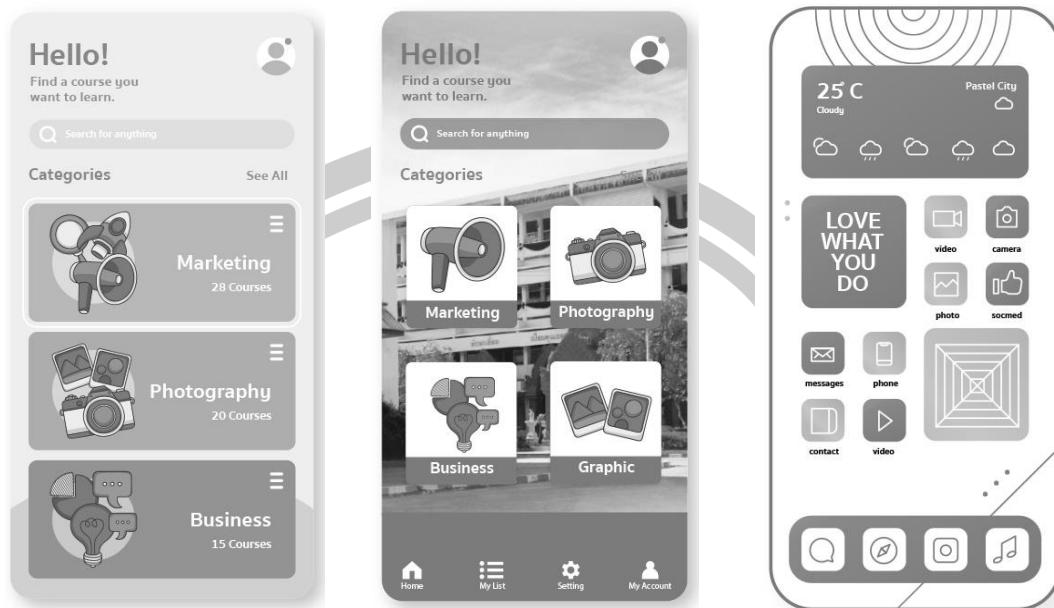 Hello!
Find a course you
want to learn.
Search for anything
Categories
See All
Marketing
28 Courses
Photography
20 Courses
Business
15 Courses
Hello!
Find a course you
want to learn.
Search for anything
Categories
Marketing
Photography
Business
Graphic
Home
My List
Setting
My Account
25° C
Cloudy
Pastel City
LOVE
WHAT
YOU
DO
video
camera
photo
socmed
messages
phone
contact
video